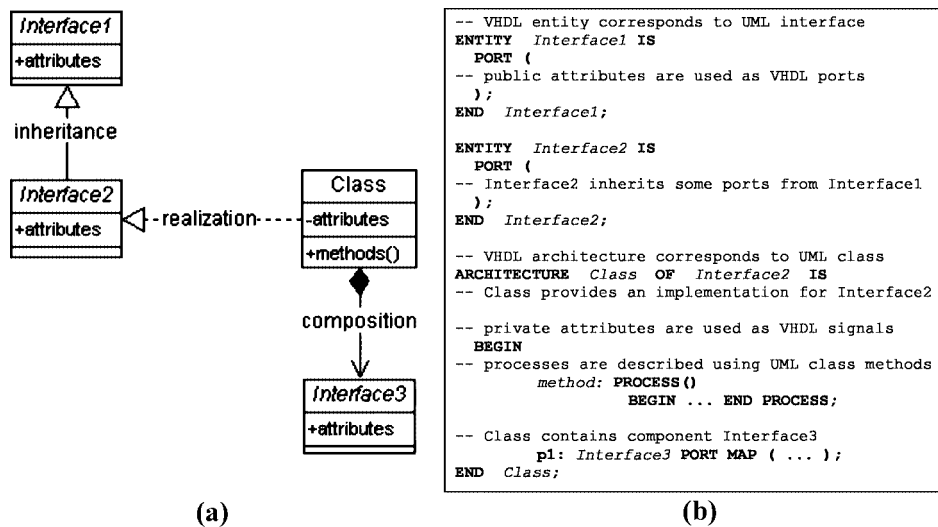 Interface1
+attributes
inheritance
Interface2
+attributes
realization
Class
-attributes
+methods()
composition
Interface3
+attributes
(a)
-- VHDL entity corresponds to UML interface
ENTITY Interface1 IS
PORT (
-- public attributes are used as VHDL ports
);
END Interface1;
ENTITY Interface2 IS
PORT (
-- Interface2 inherits some ports from Interface1
);
END Interface2;
-- VHDL architecture corresponds to UML class
ARCHITECTURE Class OF Interface2 IS
-- Class provides an implementation for Interface2
-- private attributes are used as VHDL signals
BEGIN
-- processes are described using UML class methods
method: PROCESS()
BEGIN ... END PROCESS;
-- Class contains component Interface3
p1: Interface3 PORT MAP ( ... );
END Class;
(b)